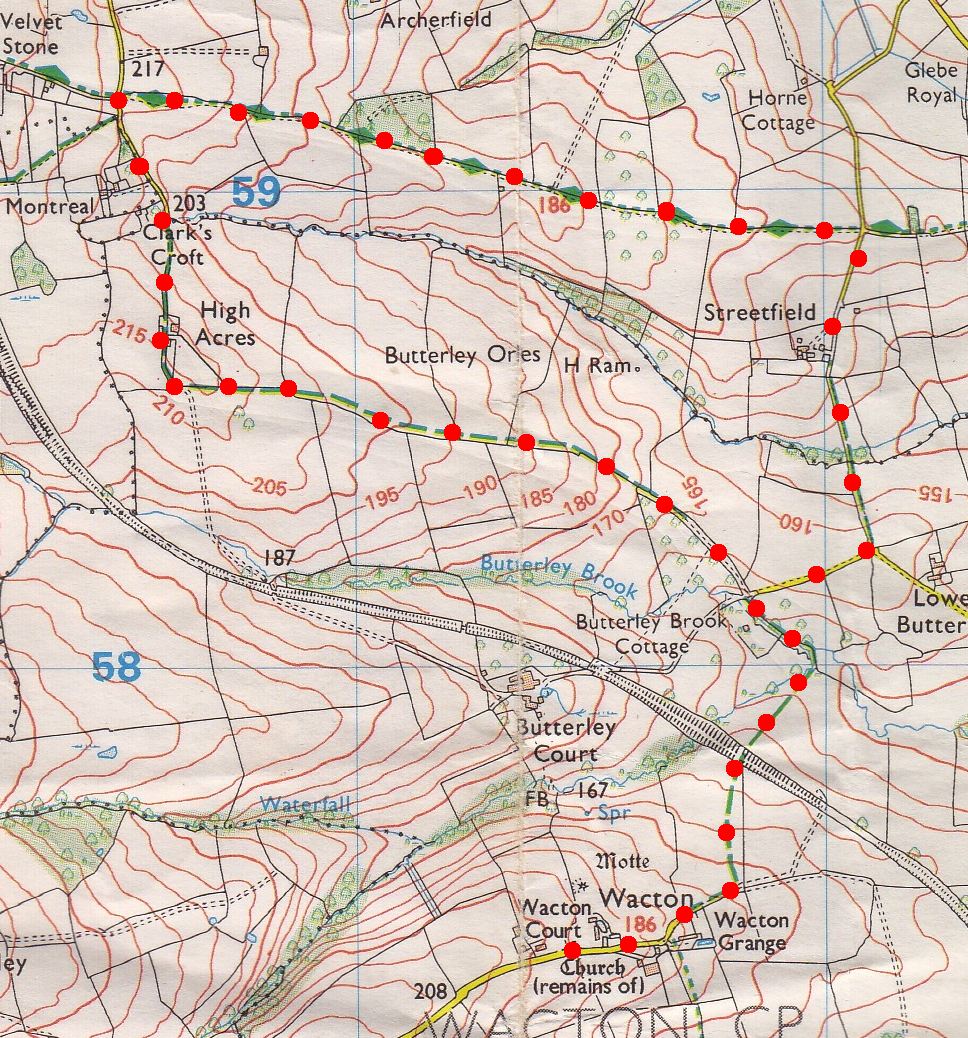 Velvet
Stone
Archerfield
217
Glebe
Royal
Horne
Cottage
59
Montreal
203
186
Clark's
Croft
High
Acres
Streetfield
215
Butterley Ories
H Ram
210
205
195
190
185
180
170
165
160
155
187
Butterley Brook
Lowe
Butter
Butterley Brook
Cottage
58
Butterley
Court
Waterfall
FB
167
Spr
Motte
Wacton
Court
Wacton
186
Wacton
Grange
Church
(remains of)
ley
208
WACTON CP